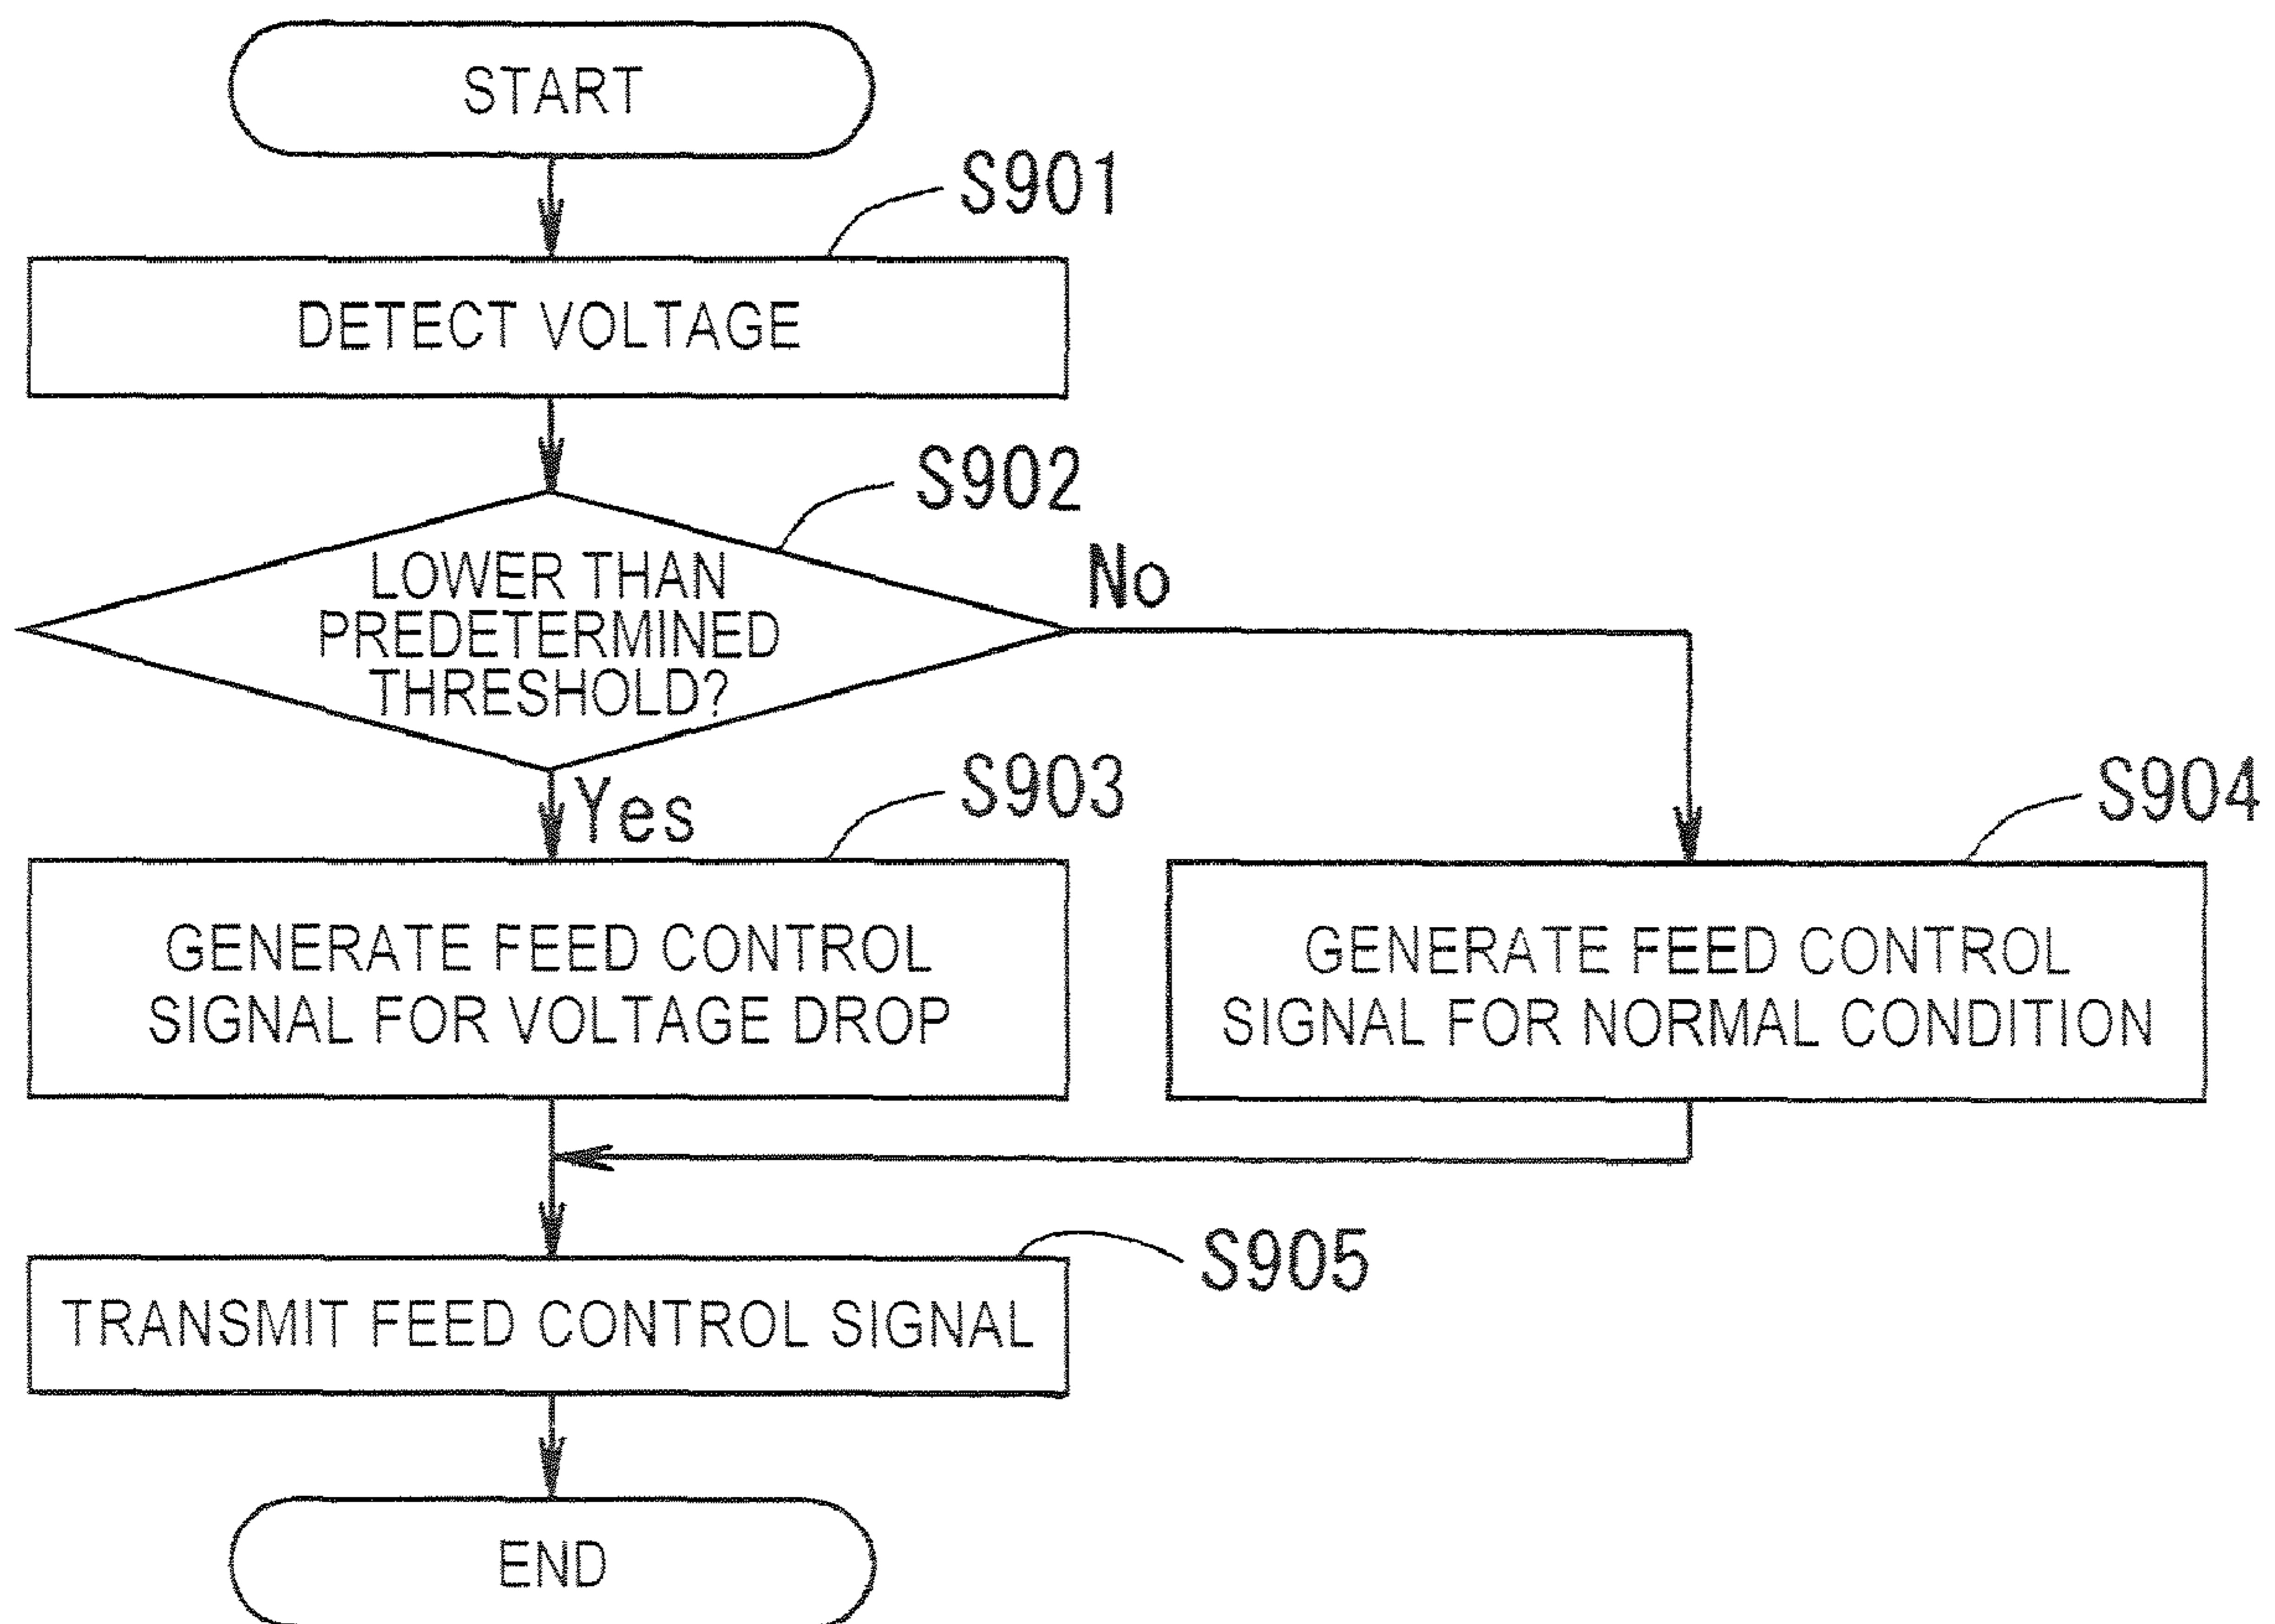 START
S901
DETECT VOLTAGE
S902
LOWER THAN
PREDETERMINED
THRESHOLD?
No
Yes
S903
S904
GENERATE FEED CONTROL
SIGNAL FOR VOLTAGE DROP
GENERATE FEED CONTROL
SIGNAL FOR NORMAL CONDITION
S905
TRANSMIT FEED CONTROL SIGNAL
END